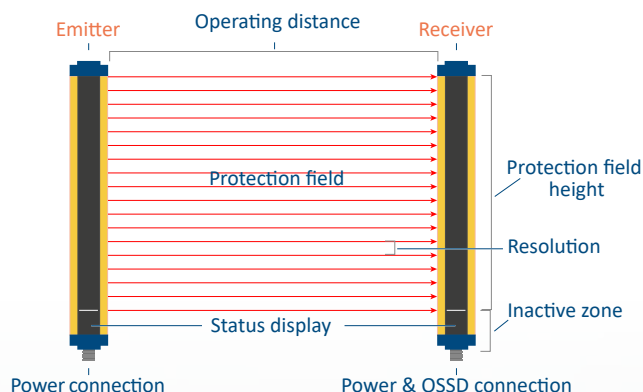 Operating distance
Emitter
Receiver
Protection field
Protection field
height
Resolution
Inactive zone
Status display
Power connection
Power & OSSD connection